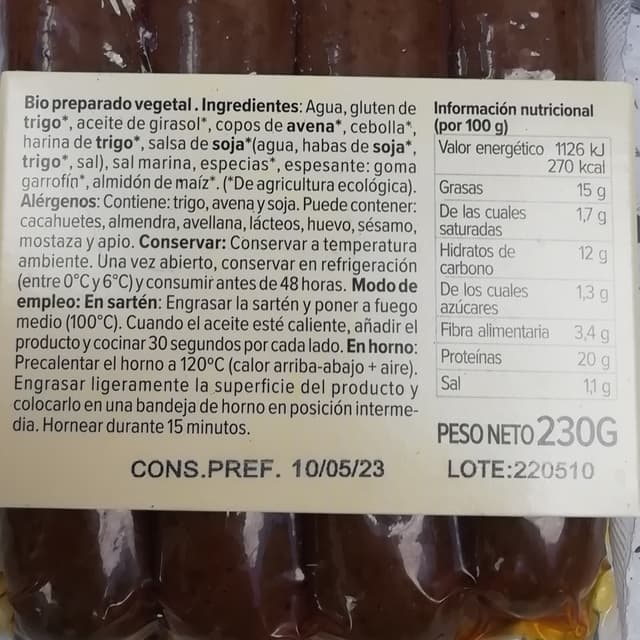 Bio preparado vegetal. Ingredientes: Agua, gluten de
trigo*, aceite de girasol*, copos de avena*, cebolla*,
harina de trigo*, salsa de soja*(agua, habas de soja*,
trigo*, sal), sal marina, especias*, espesante: goma
garrofín*, almidón de maíz*. (*De agricultura ecológica).
Alérgenos: Contiene: trigo, avena y soja. Puede contener:
cacahuetes, almendra, avellana, lácteos, huevo, sésamo,
mostaza y apio. Conservar: Conservar a temperatura
ambiente. Una vez abierto, conservar en refrigeración
(entre 0°C y 6°C) y consumir antes de 48 horas. Modo de
empleo: En sartén: Engrasar la sartén y poner a fuego
medio (100°C). Cuando el aceite esté caliente, añadir el
producto y cocinar 30 segundos por cada lado. En horno:
Precalentar el horno a 120°C (calor arriba-abajo + aire).
Engrasar ligeramente la superficie del producto y
colocarlo en una bandeja de horno en posición interme-
dia. Hornear durante 15 minutos.
CONS.PREF. 10/05/23
Información nutricional
(por 100 g)
Valor energético 1126 kJ
270 kcal
Grasas 15 g
De las cuales 1,7 g
saturadas
Hidratos de 12 g
carbono
De los cuales 1,3 g
azúcares
Fibra alimentaria 3,4 g
Proteínas 20 g
Sal 1,1 g
PESO NETO 230G
LOTE:220510